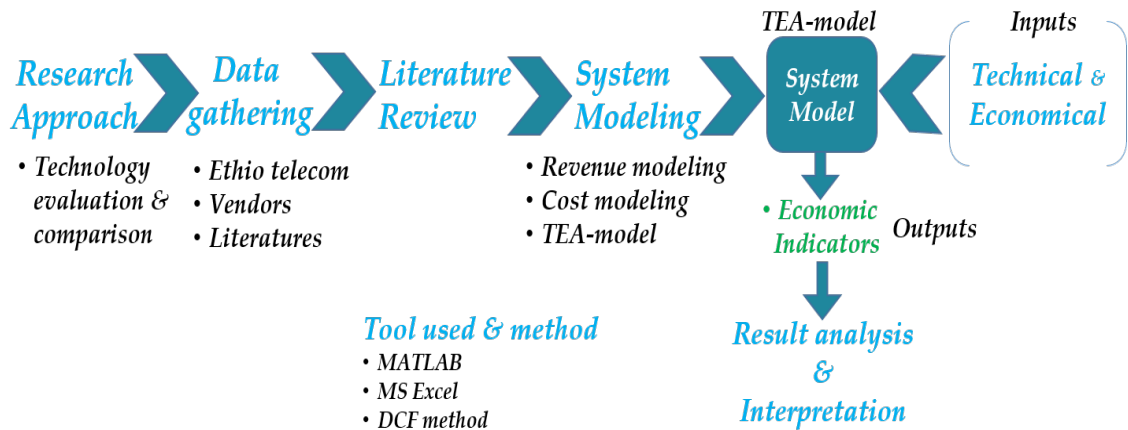 Research
Approach
• Technology
evaluation &
comparison
Data
gathering
• Ethio telecom
• Vendors
• Literatures
Literature
Review
System
Modeling
• Revenue modeling
• Cost modeling
• TEA-model
TEA-model
System
Model
Inputs
Technical &
Economical
• Economic
Indicators
Outputs
Tool used & method
• MATLAB
• MS Excel
• DCF method
Result analysis
&
Interpretation